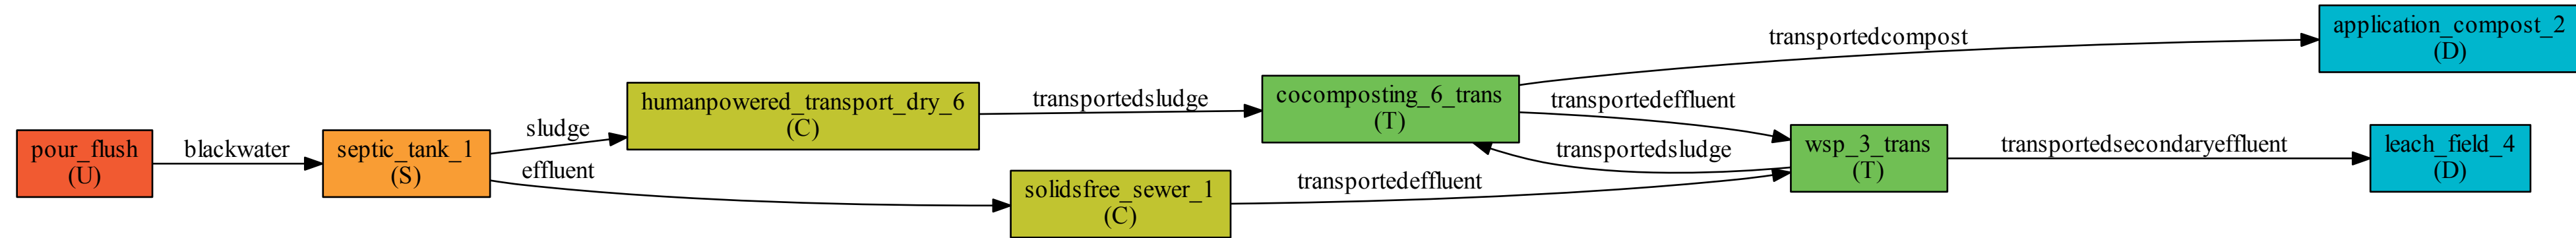 pour_flush
(U)
blackwater
septic_tank_1
(S)
sludge
effluent
humanpowered_transport_dry_6
(C)
solidsfree_sewer_1
(C)
transportedsludge
transportedeffluent
cocomposting_6_trans
(T)
transportedcompost
transportedeffluent
transportedsludge
wsp_3_trans
(T)
transportedsecondaryeffluent
application_compost_2
(D)
leach_field_4
(D)